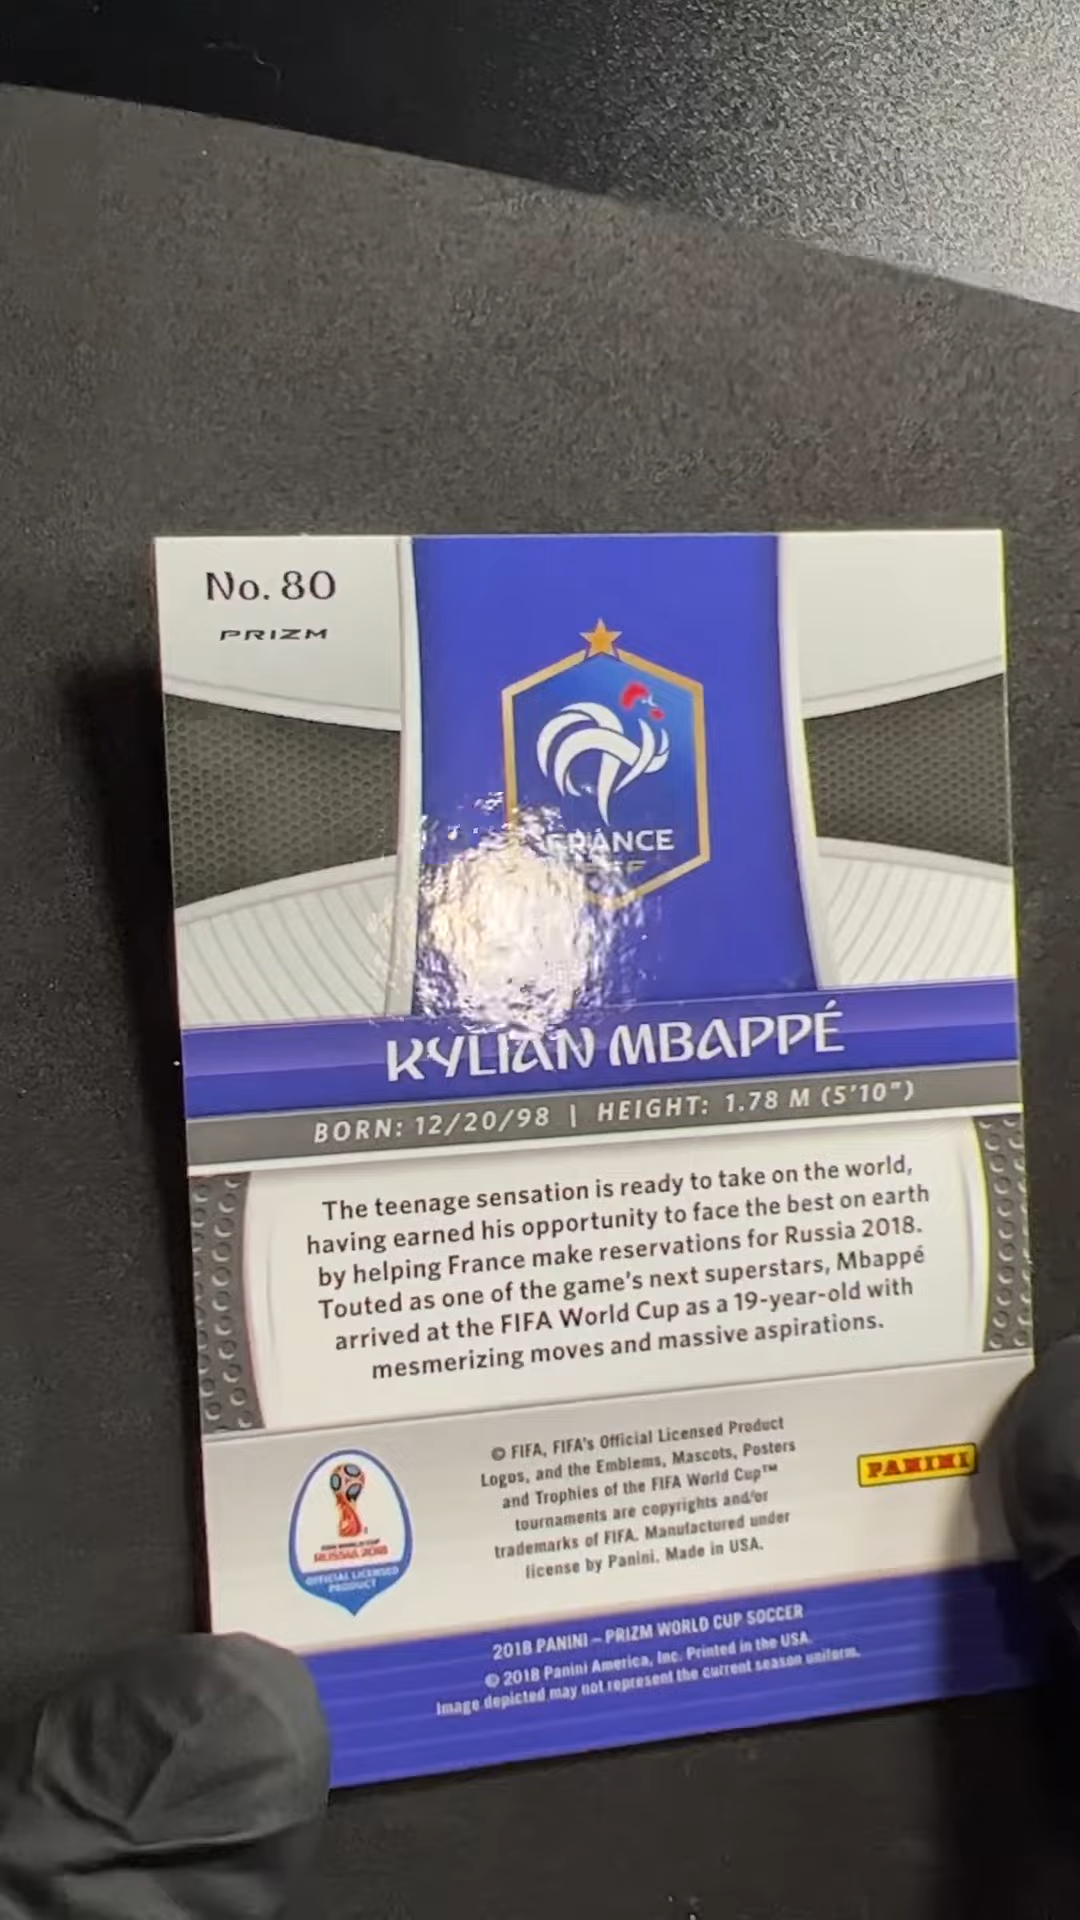 No. 80
PRIZM
FRANCE
FFF
KYLIAN MBAPPÉ
BORN: 12/20/98 | HEIGHT: 1.78 M (5'10")
The teenage sensation is ready to take on the world,
having earned his opportunity to face the best on earth
by helping France make reservations for Russia 2018.
Touted as one of the game's next superstars, Mbappé
arrived at the FIFA World Cup as a 19-year-old with
mesmerizing moves and massive aspirations.
© FIFA, FIFA's Official Licensed Product
Logos, and the Emblems, Mascots, Posters
and Trophies of the FIFA World Cup™
tournaments are copyrights and/or
trademarks of FIFA. Manufactured under
license by Panini. Made in USA.
PANINI
FIFA WORLD CUP
RUSSIA 2018
OFFICIAL LICENSED
PRODUCT
2018 PANINI – PRIZM WORLD CUP SOCCER
© 2018 Panini America, Inc. Printed in the USA.
Image depicted may not represent the current season uniform.